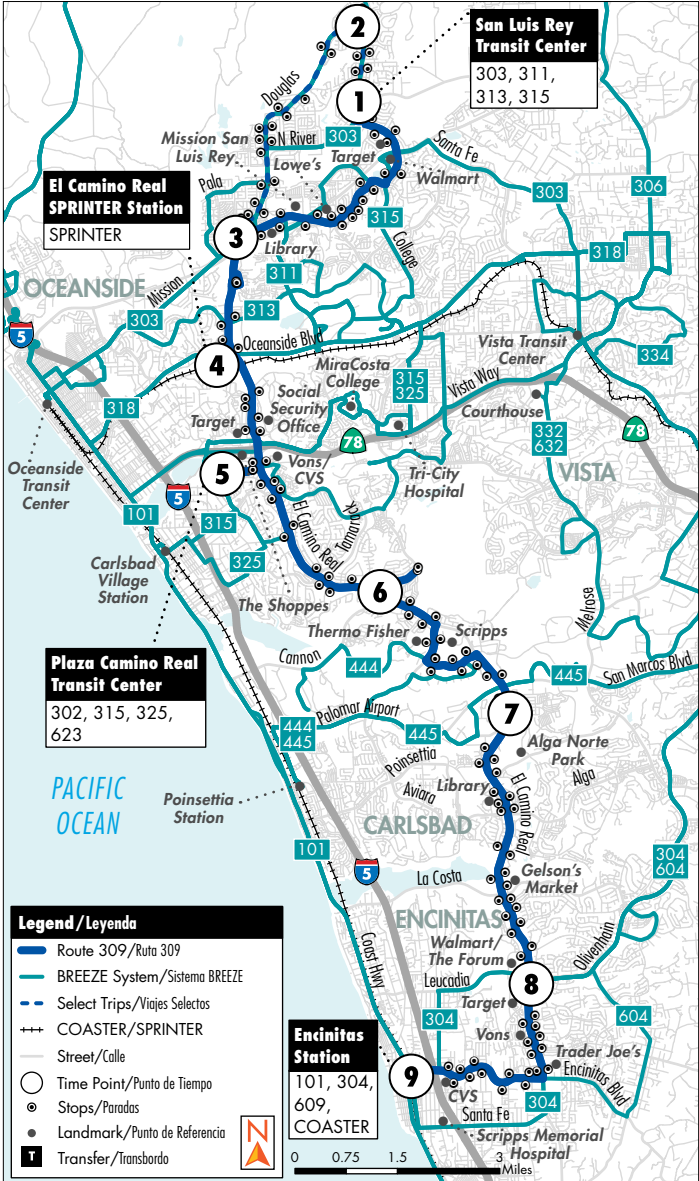 2
San Luis Rey
Transit Center
303, 311,
313, 315
Douglas
1
N River
303
Mission San
Luis Rey
Target
Lowe's
Santa Fe
Walmart
Pala
303
306
El Camino Real
SPRINTER Station
SPRINTER
315
3
Library
College
311
318
OCEANSIDE
Mission
303
313
5
Oceanside Blvd
Vista Transit
Center
334
4
MiraCosta
College
315
325
Vista Way
318
Social
Security
Office
Courthouse
Target
78
332
632
78
Oceanside
Transit
Center
5
Vons/
CVS
Tri-City
Hospital
VISTA
101
5
315
El Camino Real
Tamarack
325
Carlsbad
Village
Station
The Shoppes
6
Melrose
Thermo Fisher
Scripps
Cannon
444
Plaza Camino Real
Transit Center
302, 315, 325,
623
445
San Marcos Blvd
444
445
Palomar Airport
445
7
Poinsettia
Alga Norte
Park
Alga
PACIFIC
OCEAN
Poinsettia
Station
Aviara
Library
El Camino Real
CARLSBAD
101
304
604
5
La Costa
Gelson's
Market
ENCINITAS
Legend/Leyenda
Route 309/Ruta 309
BREEZE System/Sistema BREEZE
Select Trips/Viajes Selectos
COASTER/SPRINTER
Street/Calle
Time Point/Punto de Tiempo
Stops/Paradas
Landmark/Punto de Referencia
T Transfer/Transbordo
N
Coast Hwy
Walmart/
The Forum
Olivenhain
Leucadia
8
Target
304
604
Vons
Encinitas
Station
101, 304,
609,
COASTER
Trader Joe's
9
Encinitas Blvd
CVS
304
Santa Fe
Scripps Memorial
Hospital
0 0.75 1.5 3
Miles